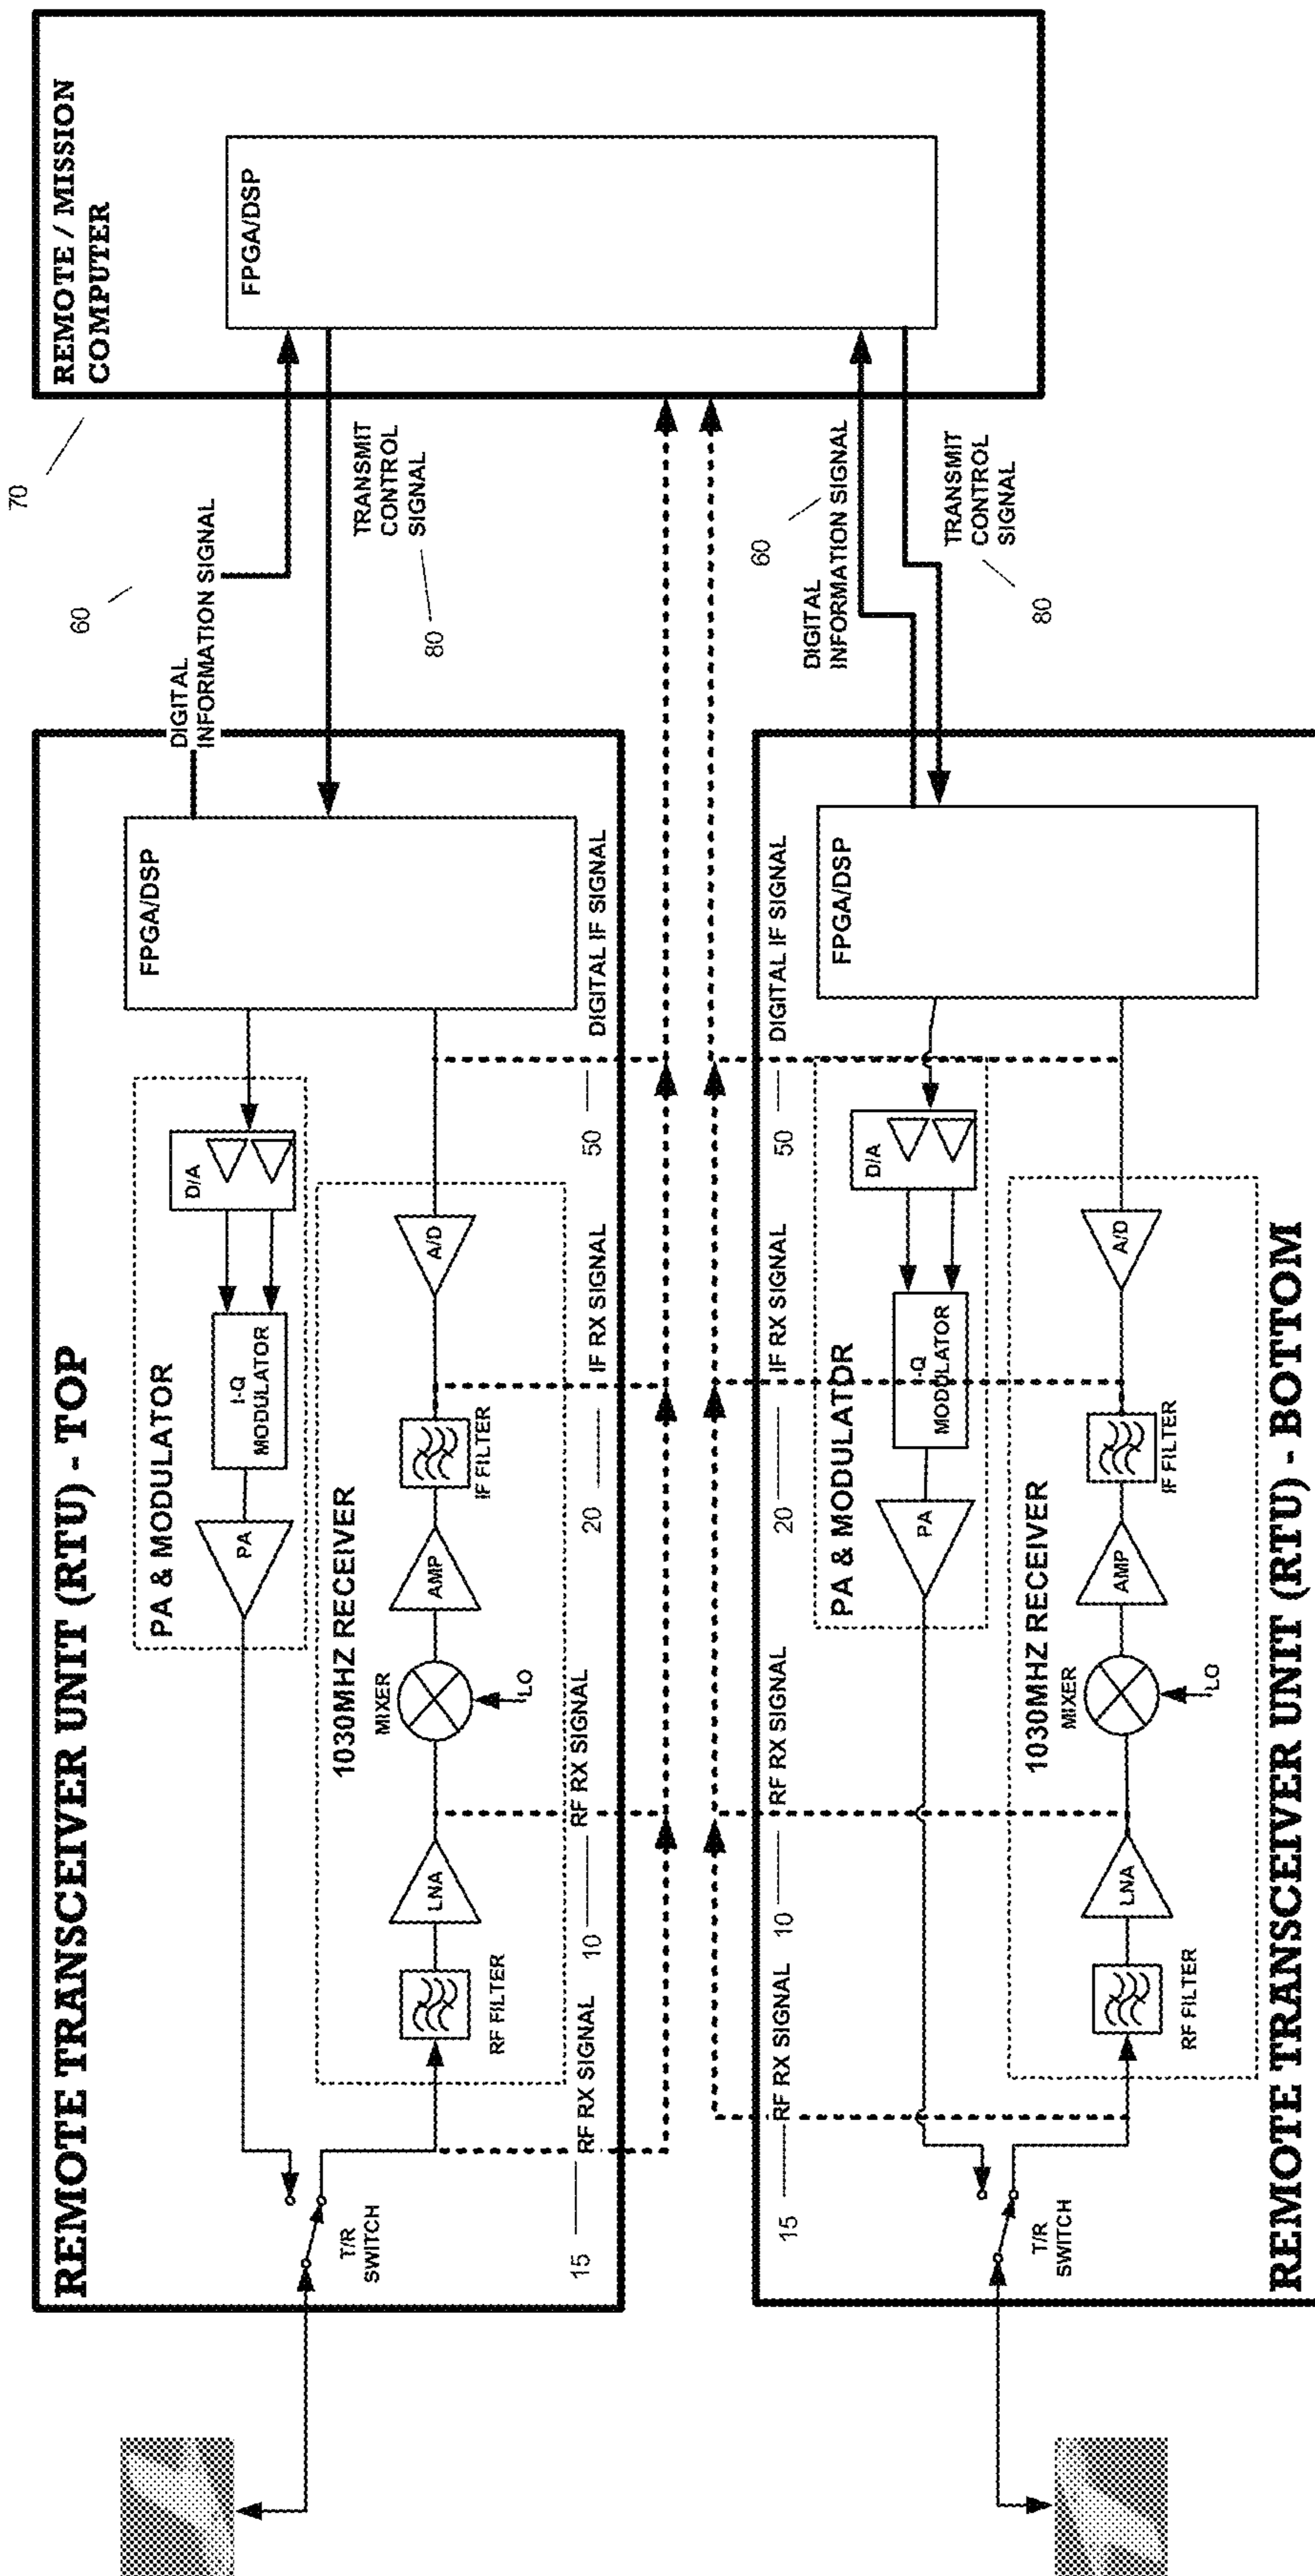 REMOTE TRANSCEIVER UNIT (RTU) - TOP
PA & MODULATOR
PA
I-Q
MODULATOR
D/A
FPGA/DSP
T/R
SWITCH
1030MHZ RECEIVER
RF FILTER
LNA
MIXER
LO
AMP
IF FILTER
A/D
15
RF RX SIGNAL
10
RF RX SIGNAL
20
IF RX SIGNAL
50
DIGITAL IF SIGNAL
DIGITAL
INFORMATION SIGNAL
60
TRANSMIT
CONTROL
SIGNAL
80
70
REMOTE / MISSION
COMPUTER
FPGA/DSP
15
RF RX SIGNAL
10
RF RX SIGNAL
20
IF RX SIGNAL
50
DIGITAL IF SIGNAL
60
DIGITAL
INFORMATION SIGNAL
TRANSMIT
CONTROL
SIGNAL
80
PA & MODULATOR
PA
I-Q
MODULATOR
D/A
FPGA/DSP
T/R
SWITCH
1030MHZ RECEIVER
RF FILTER
LNA
MIXER
LO
AMP
IF FILTER
A/D
REMOTE TRANSCEIVER UNIT (RTU) - BOTTOM